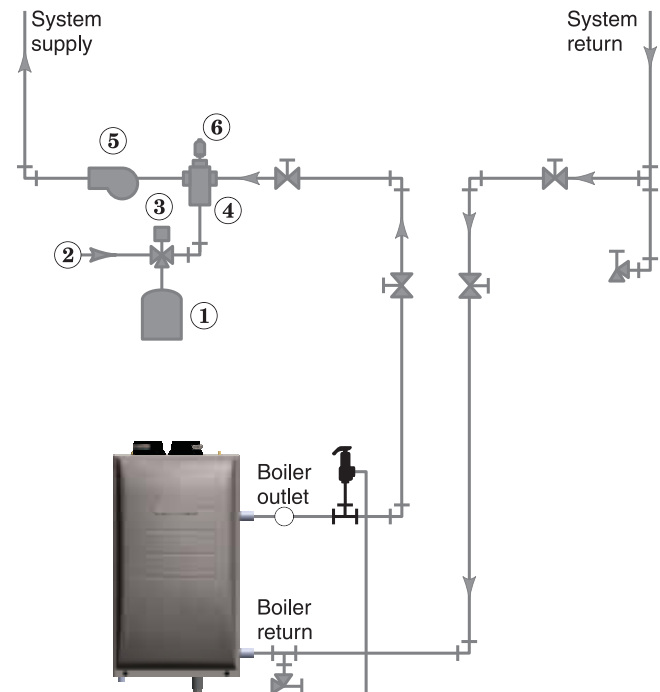 System
supply
System
return
5
6
3
4
2
1
Boiler
outlet
Boiler
return